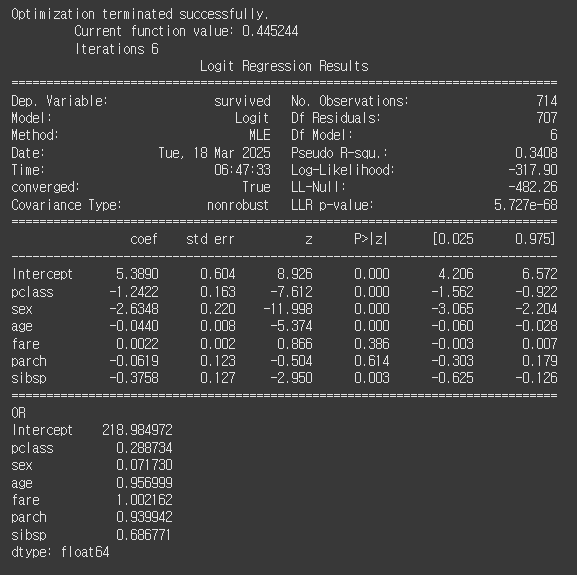 Optimization terminated successfully.
         Current function value: 0.445244
         Iterations 6
                           Logit Regression Results
==============================================================================
Dep. Variable:               survived   No. Observations:                  714
Model:                          Logit   Df Residuals:                      707
Method:                           MLE   Df Model:                            6
Date:                Tue, 18 Mar 2025   Pseudo R-squ.:                  0.3408
Time:                        06:47:33   Log-Likelihood:                -317.90
converged:                       True   LL-Null:                       -482.26
Covariance Type:            nonrobust   LLR p-value:                 5.727e-68
==============================================================================
                 coef    std err          z      P>|z|      [0.025      0.975]
------------------------------------------------------------------------------
Intercept      5.3890      0.604      8.926      0.000       4.206       6.572
pclass        -1.2422      0.163     -7.612      0.000      -1.562      -0.922
sex           -2.6348      0.220    -11.998      0.000      -3.065      -2.204
age           -0.0440      0.008     -5.374      0.000      -0.060      -0.028
fare           0.0022      0.002      0.866      0.386      -0.003       0.007
parch         -0.0619      0.123     -0.504      0.614      -0.303       0.179
sibsp         -0.3758      0.127     -2.950      0.003      -0.625      -0.126
==============================================================================
OR
Intercept    218.984972
pclass         0.288734
sex            0.071730
age            0.956999
fare           1.002162
parch          0.939942
sibsp          0.686771
dtype: float64